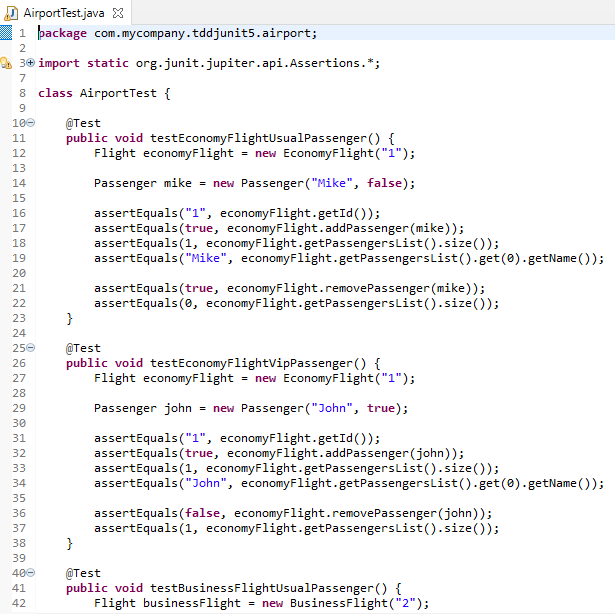 AirportTest.java
1 package com.mycompany.tddjunit5.airport;
2
3 import static org.junit.jupiter.api.Assertions.*;
7
8 class AirportTest {
9
10 @Test
11 public void testEconomyFlightUsualPassenger() {
12 Flight economyFlight = new EconomyFlight("1");
13
14 Passenger mike = new Passenger("Mike", false);
15
16 assertEquals("1", economyFlight.getId());
17 assertEquals(true, economyFlight.addPassenger(mike));
18 assertEquals(1, economyFlight.getPassengersList().size());
19 assertEquals("Mike", economyFlight.getPassengersList().get(0).getName());
20
21 assertEquals(true, economyFlight.removePassenger(mike));
22 assertEquals(0, economyFlight.getPassengersList().size());
23 }
24
25 @Test
26 public void testEconomyFlightVipPassenger() {
27 Flight economyFlight = new EconomyFlight("1");
28
29 Passenger john = new Passenger("John", true);
30
31 assertEquals("1", economyFlight.getId());
32 assertEquals(true, economyFlight.addPassenger(john));
33 assertEquals(1, economyFlight.getPassengersList().size());
34 assertEquals("John", economyFlight.getPassengersList().get(0).getName());
35
36 assertEquals(false, economyFlight.removePassenger(john));
37 assertEquals(1, economyFlight.getPassengersList().size());
38 }
39
40 @Test
41 public void testBusinessFlightUsualPassenger() {
42 Flight businessFlight = new BusinessFlight("2");